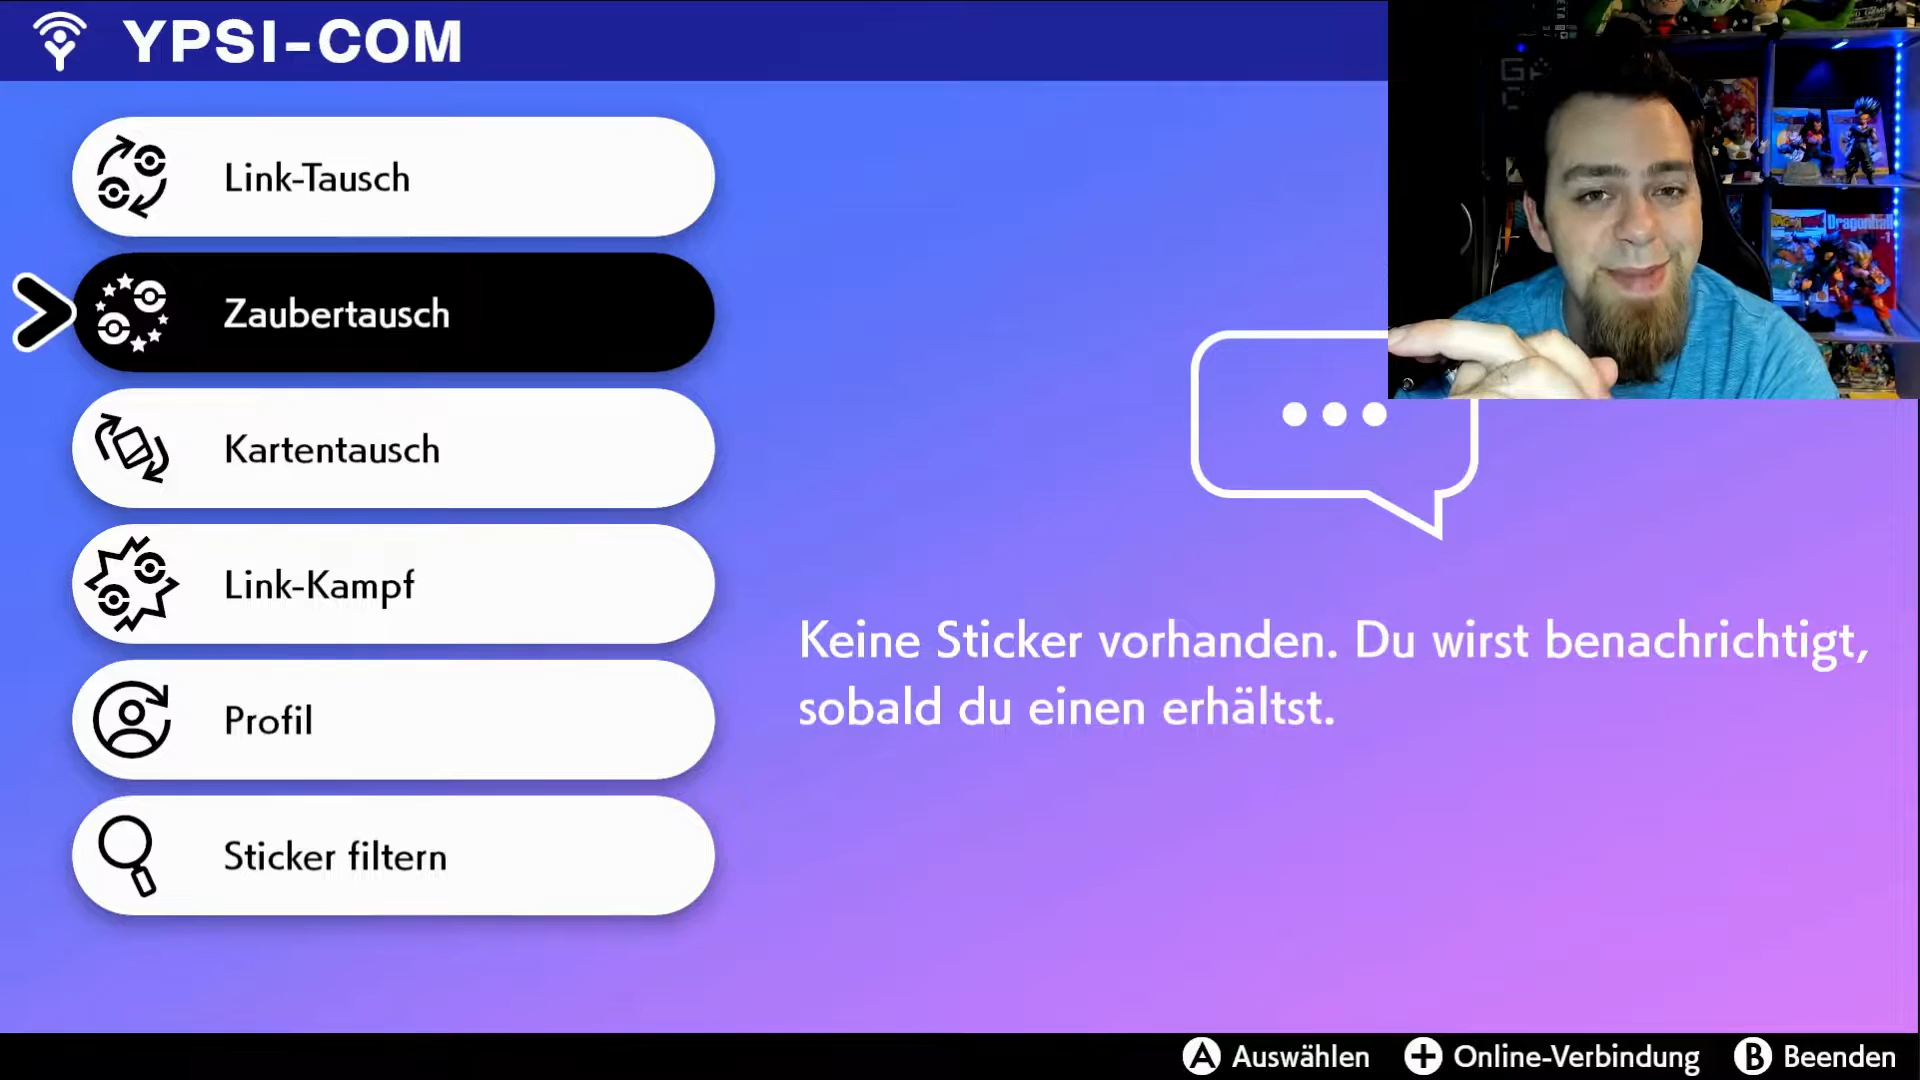 YPSI-COM
Link-Tausch
Zaubertausch
Kartentausch
Link-Kampf
Profil
Sticker filtern
Keine Sticker vorhanden. Du wirst benachrichtigt,
sobald du einen erhältst.
Dragonball
A Auswählen + Online-Verbindung B Beenden